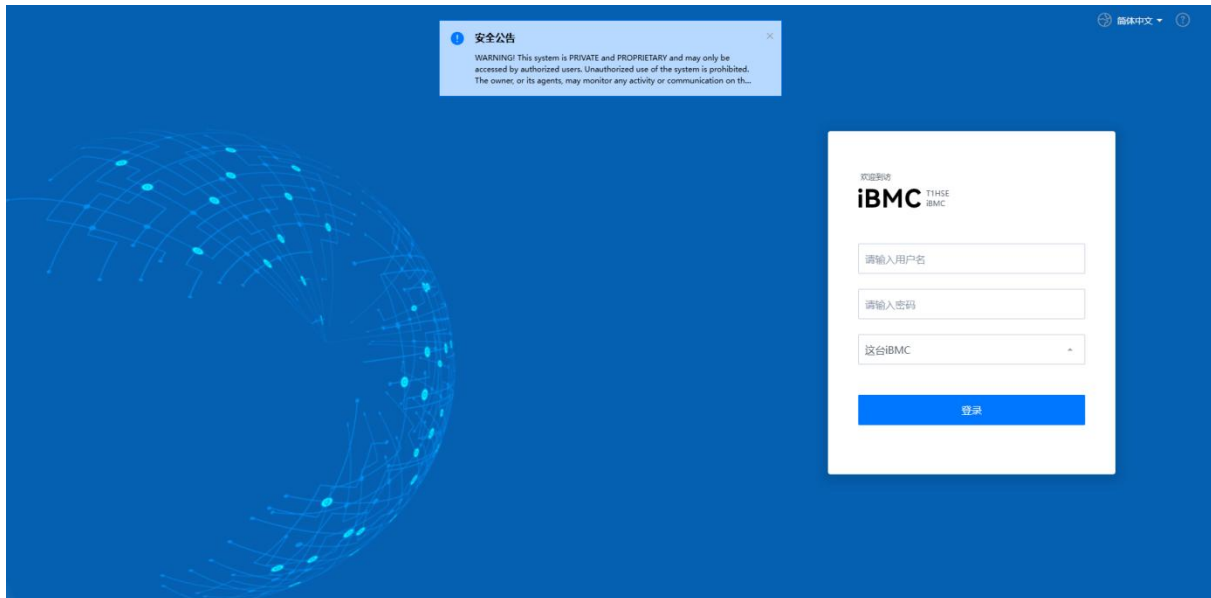 简体中文
安全公告
WARNING! This system is PRIVATE and PROPRIETARY and may only be
accessed by authorized users. Unauthorized use of the system is prohibited.
The owner, or its agents, may monitor any activity or communication on th...
欢迎到访
iBMC T1HSE
iBMC
请输入用户名
请输入密码
这台iBMC
登录